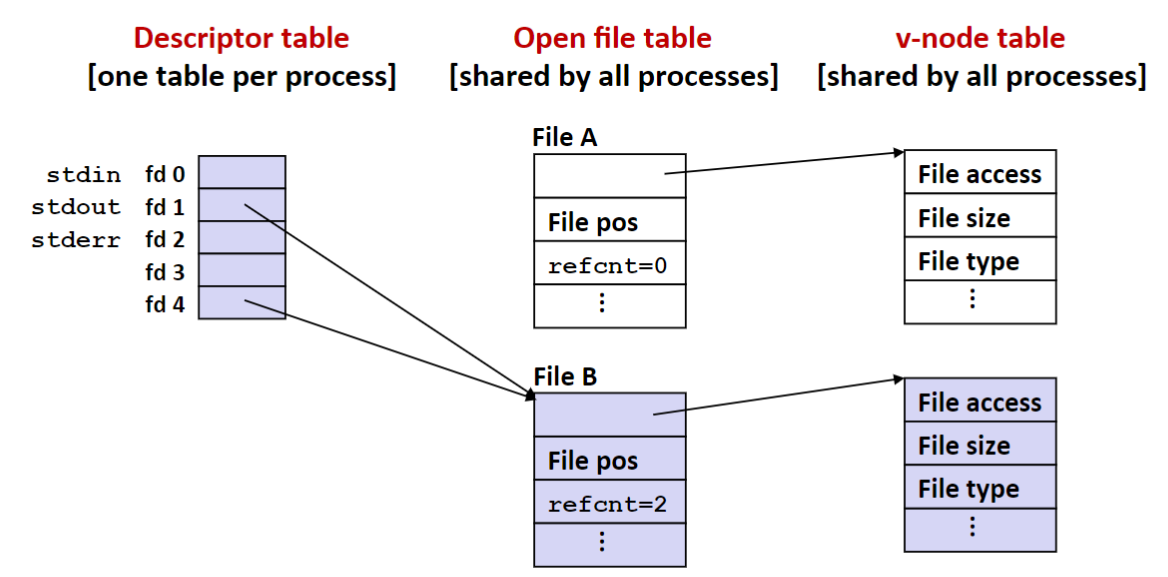 Descriptor table
[one table per process]
Open file table
[shared by all processes]
v-node table
[shared by all processes]
stdin fd 0
stdout fd 1
stderr fd 2
fd 3
fd 4
File A
File pos
refcnt=0
⋮
File access
File size
File type
⋮
File B
File pos
refcnt=2
⋮
File access
File size
File type
⋮